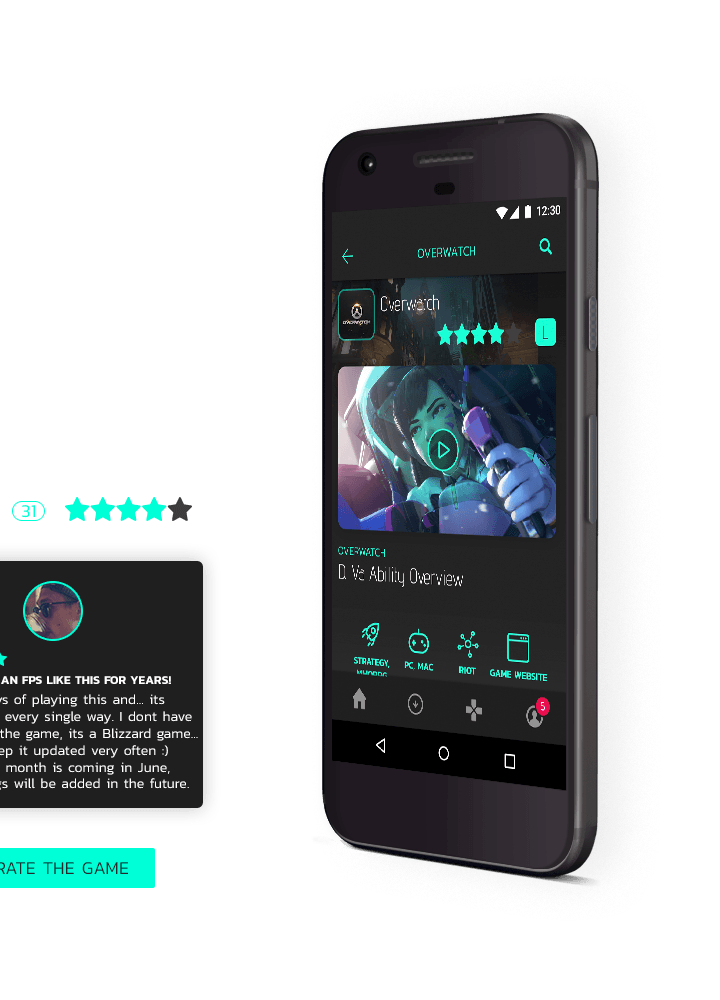 31
AN FPS LIKE THIS FOR YEARS!
ys of playing this and... its
every single way. I dont have
the game, its a Blizzard game...
ep it updated very often :)
month is coming in June,
gs will be added in the future.
RATE THE GAME
12:30
OVERWATCH
Overwatch
OVERWATCH
L
OVERWATCH
D. Va Ability Overview
STRATEGY,
PC, MAC
RIOT
GAME WEBSITE
5